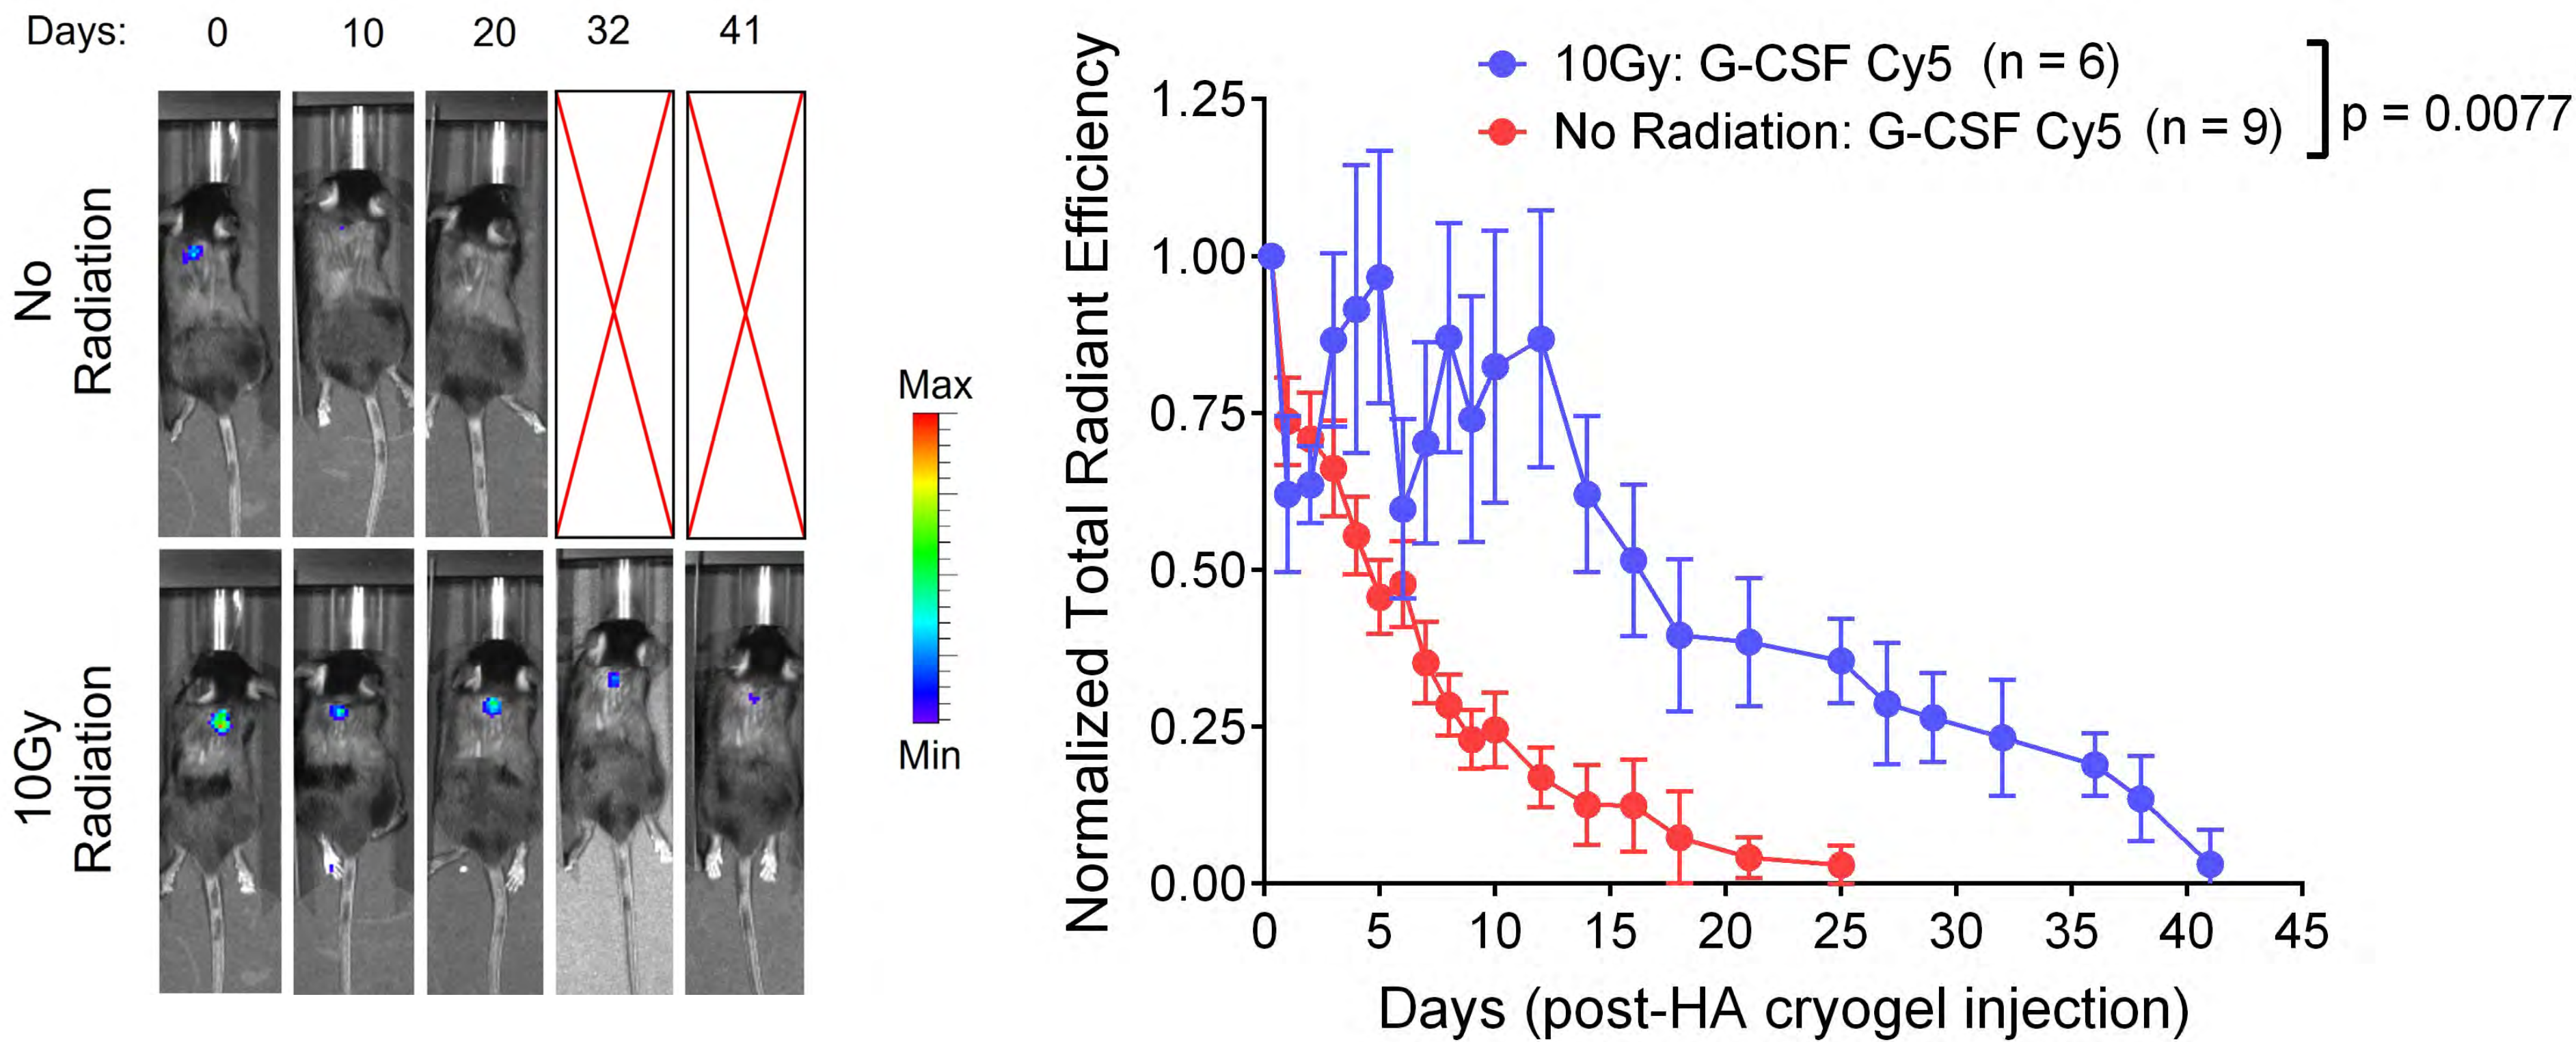 Days: 0 10 20 32 41
No
Radiation
10Gy
Radiation
Max
Min
Normalized Total Radiant Efficiency
1.25
1.00
0.75
0.50
0.25
0.00
0 5 10 15 20 25 30 35 40 45
Days (post-HA cryogel injection)
10Gy: G-CSF Cy5 (n = 6)
No Radiation: G-CSF Cy5 (n = 9)
p = 0.0077